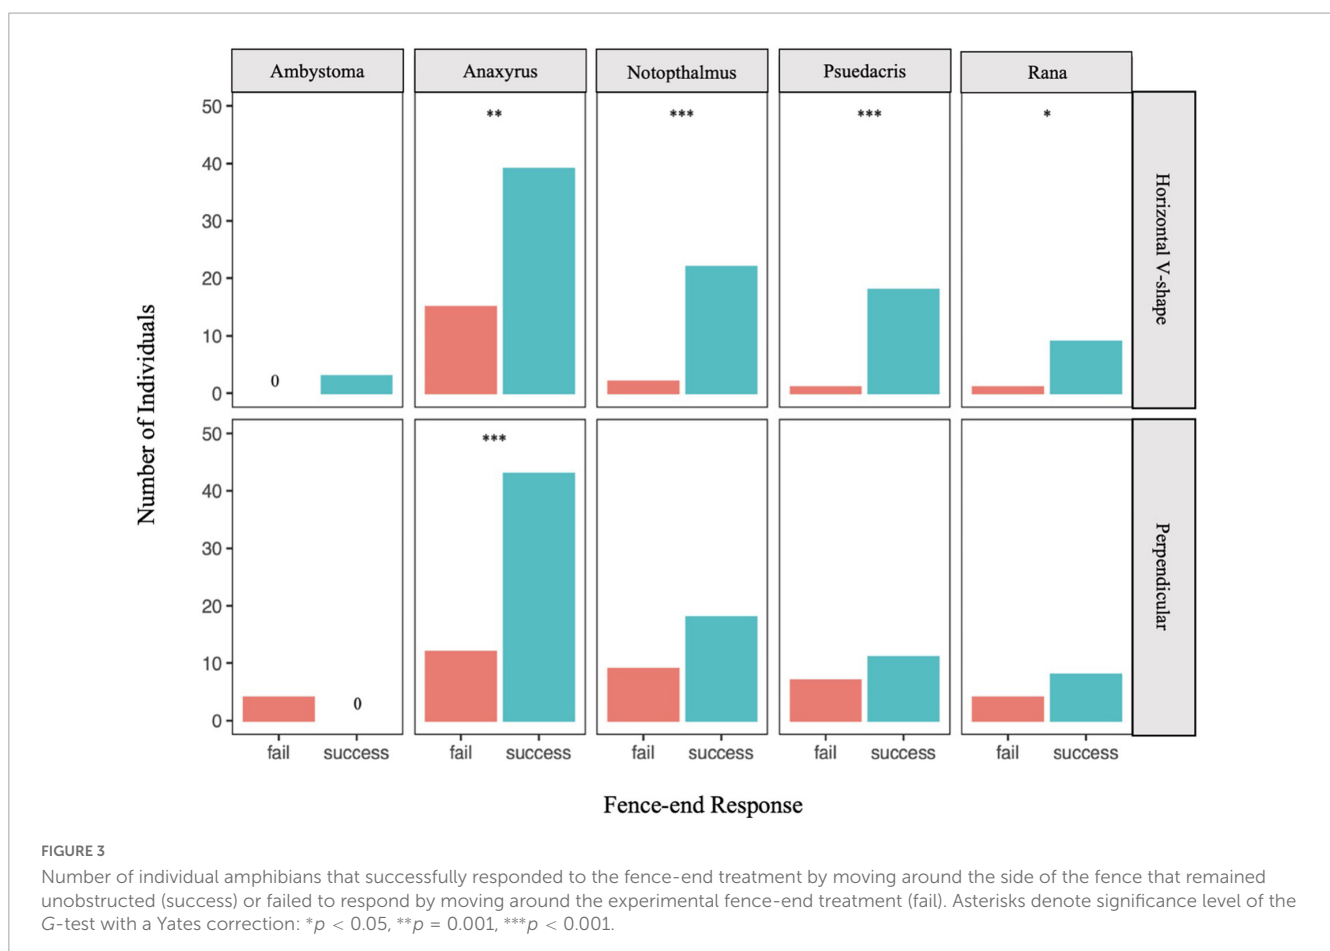 Ambystoma
Anaxyrus
Notopthalmus
Psuedacris
Rana
Number of Individuals
50
40
30
20
10
0
0
**
***
***
*
Horizontal V-shape
50
40
30
20
10
0
0
***
Perpendicular
fail
success
fail
success
fail
success
fail
success
fail
success
Fence-end Response
FIGURE 3
Number of individual amphibians that successfully responded to the fence-end treatment by moving around the side of the fence that remained
unobstructed (success) or failed to respond by moving around the experimental fence-end treatment (fail). Asterisks denote significance level of the
G-test with a Yates correction: *p < 0.05, **p = 0.001, ***p < 0.001.